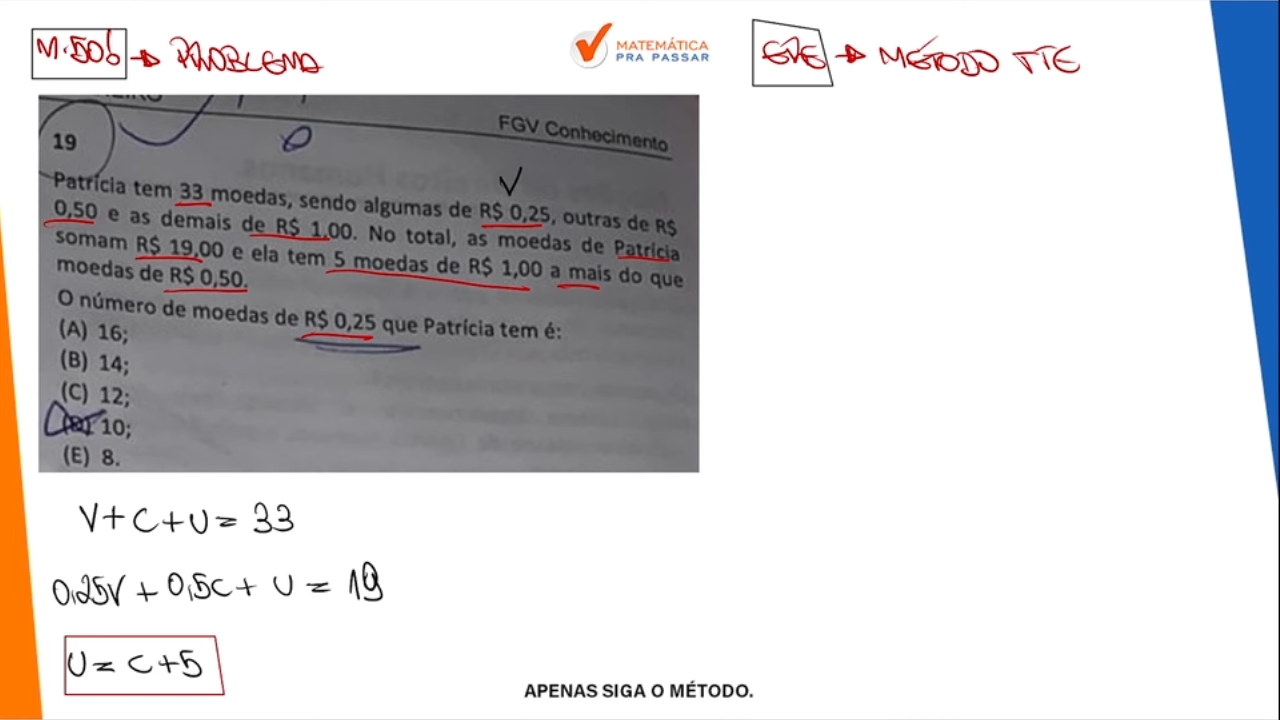 M.506 → PROBLEMA
MATEMÁTICA
PRA PASSAR
→ MÉTODO TTE
FGV Conhecimento
19
Patrícia tem 33 moedas, sendo algumas de R$ 0,25, outras de R$
0,50 e as demais de R$ 1,00. No total, as moedas de Patrícia
somam R$ 19,00 e ela tem 5 moedas de R$ 1,00 a mais do que
moedas de R$ 0,50.
O número de moedas de R$ 0,25 que Patrícia tem é:
(A) 16;
(B) 14;
(C) 12;
(D) 10;
(E) 8.
V+C+U= 33
0,25V + 0,5C + U = 19
U= C+5
APENAS SIGA O MÉTODO.